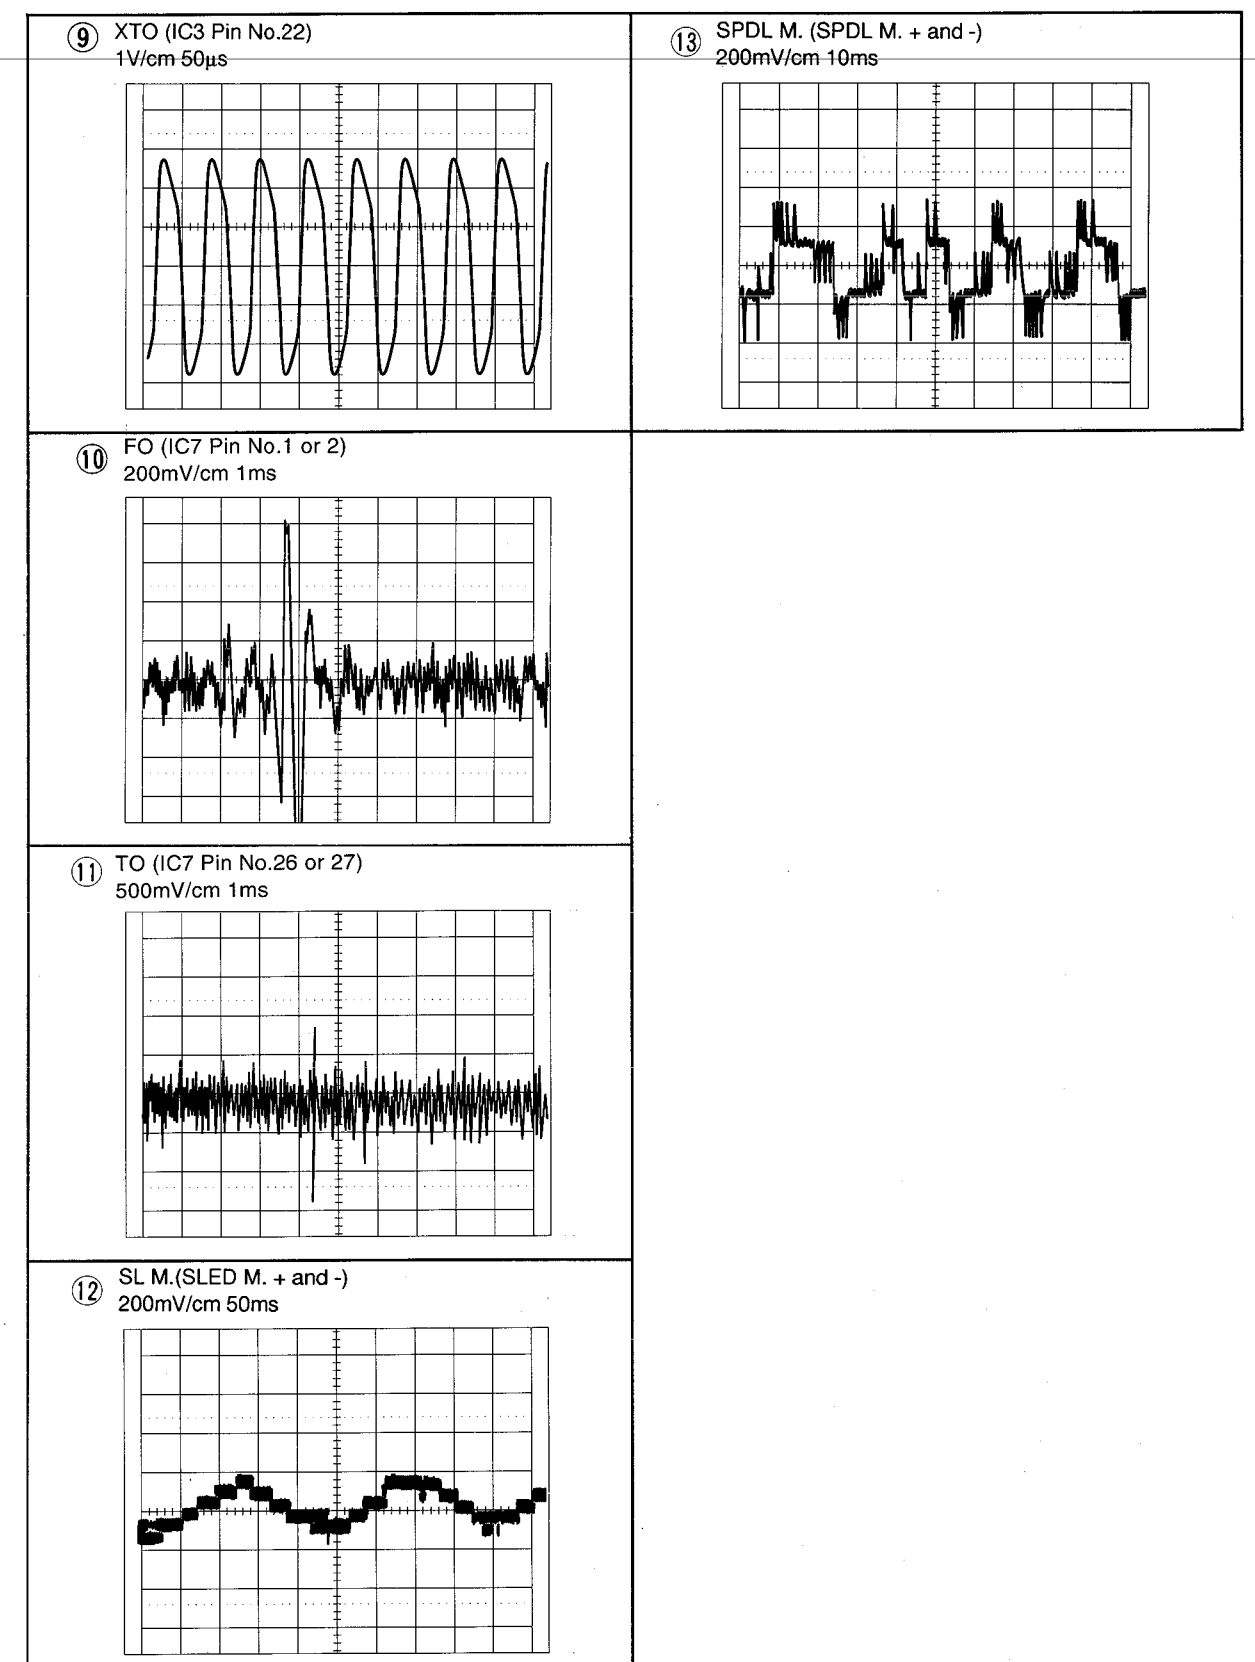 9 XTO (IC3 Pin No.22)
1V/cm 50μs
10 FO (IC7 Pin No.1 or 2)
200mV/cm 1ms
11 TO (IC7 Pin No.26 or 27)
500mV/cm 1ms
12 SL M.(SLED M. + and -)
200mV/cm 50ms
13 SPDL M. (SPDL M. + and -)
200mV/cm 10ms